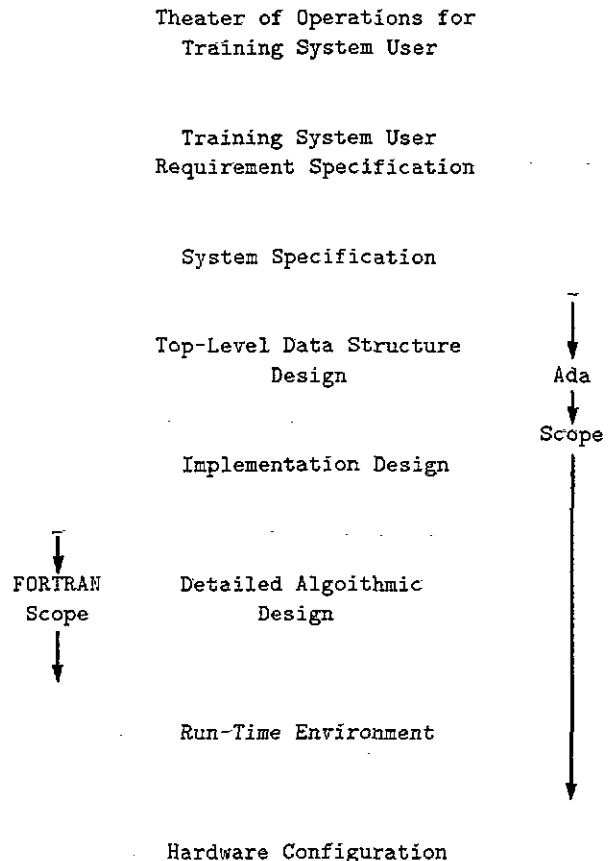 Theater of Operations for
Training System User
Training System User
Requirement Specification
System Specification
Top-Level Data Structure
Design
Ada
Scope
Implementation Design
FORTRAN
Scope
Detailed Algoithmic
Design
Run-Time Environment
Hardware Configuration